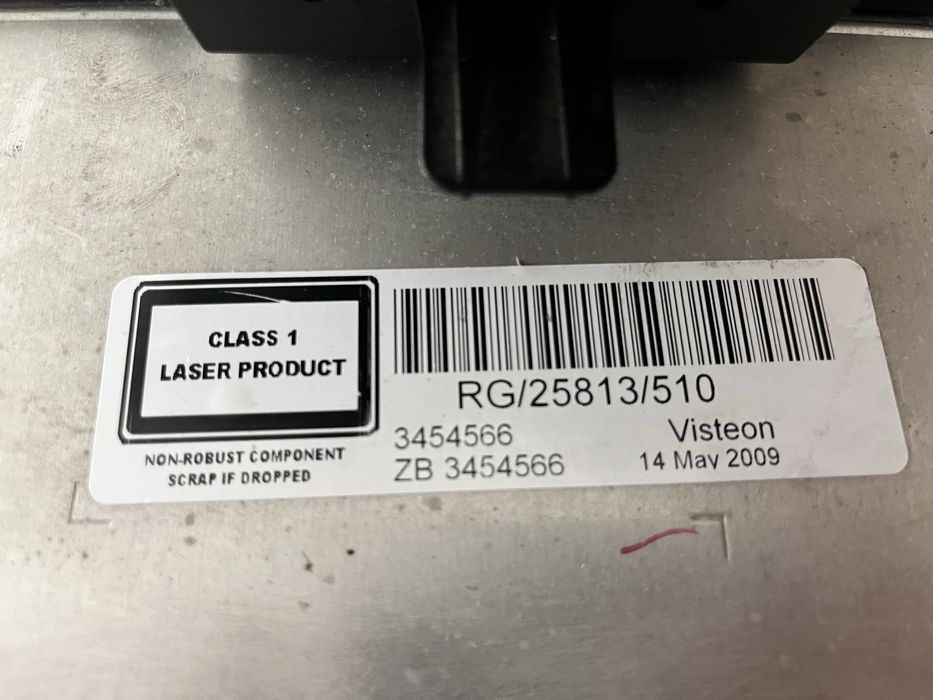 CLASS 1
LASER PRODUCT
NON-ROBUST COMPONENT
SCRAP IF DROPPED
RG/25813/510
3454566
Visteon
ZB 3454566
14 May 2009